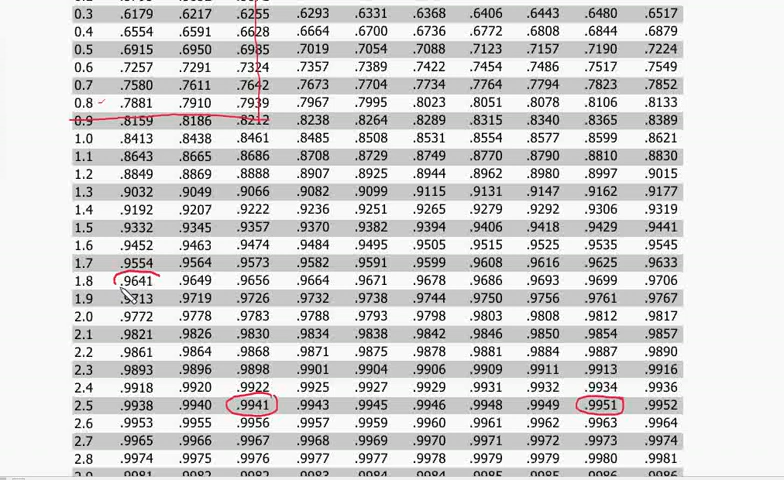 0.3 .6179 .6217 .6255 .6293 .6331 .6368 .6406 .6443 .6480 .6517
0.4 .6554 .6591 .6628 .6664 .6700 .6736 .6772 .6808 .6844 .6879
0.5 .6915 .6950 .6985 .7019 .7054 .7088 .7123 .7157 .7190 .7224
0.6 .7257 .7291 .7324 .7357 .7389 .7422 .7454 .7486 .7517 .7549
0.7 .7580 .7611 .7642 .7673 .7704 .7734 .7764 .7794 .7823 .7852
0.8 .7881 .7910 .7939 .7967 .7995 .8023 .8051 .8078 .8106 .8133
0.9 .8159 .8186 .8212 .8238 .8264 .8289 .8315 .8340 .8365 .8389
1.0 .8413 .8438 .8461 .8485 .8508 .8531 .8554 .8577 .8599 .8621
1.1 .8643 .8665 .8686 .8708 .8729 .8749 .8770 .8790 .8810 .8830
1.2 .8849 .8869 .8888 .8907 .8925 .8944 .8962 .8980 .8997 .9015
1.3 .9032 .9049 .9066 .9082 .9099 .9115 .9131 .9147 .9162 .9177
1.4 .9192 .9207 .9222 .9236 .9251 .9265 .9279 .9292 .9306 .9319
1.5 .9332 .9345 .9357 .9370 .9382 .9394 .9406 .9418 .9429 .9441
1.6 .9452 .9463 .9474 .9484 .9495 .9505 .9515 .9525 .9535 .9545
1.7 .9554 .9564 .9573 .9582 .9591 .9599 .9608 .9616 .9625 .9633
1.8 .9641 .9649 .9656 .9664 .9671 .9678 .9686 .9693 .9699 .9706
1.9 .9713 .9719 .9726 .9732 .9738 .9744 .9750 .9756 .9761 .9767
2.0 .9772 .9778 .9783 .9788 .9793 .9798 .9803 .9808 .9812 .9817
2.1 .9821 .9826 .9830 .9834 .9838 .9842 .9846 .9850 .9854 .9857
2.2 .9861 .9864 .9868 .9871 .9875 .9878 .9881 .9884 .9887 .9890
2.3 .9893 .9896 .9898 .9901 .9904 .9906 .9909 .9911 .9913 .9916
2.4 .9918 .9920 .9922 .9925 .9927 .9929 .9931 .9932 .9934 .9936
2.5 .9938 .9940 .9941 .9943 .9945 .9946 .9948 .9949 .9951 .9952
2.6 .9953 .9955 .9956 .9957 .9959 .9960 .9961 .9962 .9963 .9964
2.7 .9965 .9966 .9967 .9968 .9969 .9970 .9971 .9972 .9973 .9974
2.8 .9974 .9975 .9976 .9977 .9977 .9978 .9979 .9979 .9980 .9981